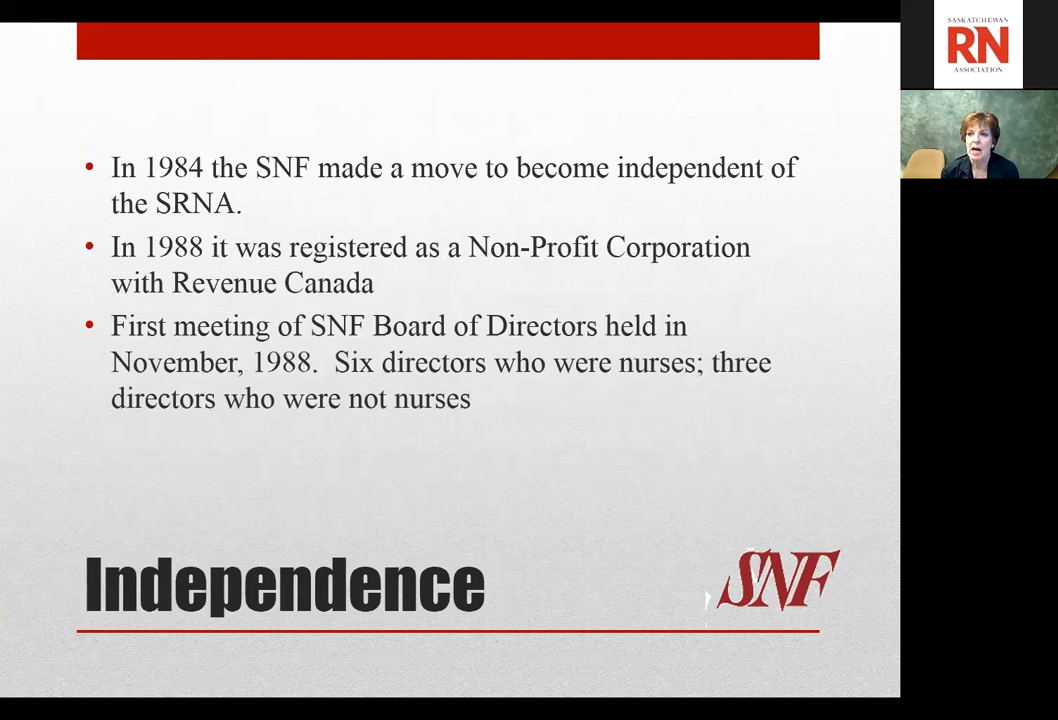 SASKATCHEWAN
RN
ASSOCIATION
• In 1984 the SNF made a move to become independent of
the SRNA.
• In 1988 it was registered as a Non-Profit Corporation
with Revenue Canada
• First meeting of SNF Board of Directors held in
November, 1988.  Six directors who were nurses; three
directors who were not nurses
Independence
SNF